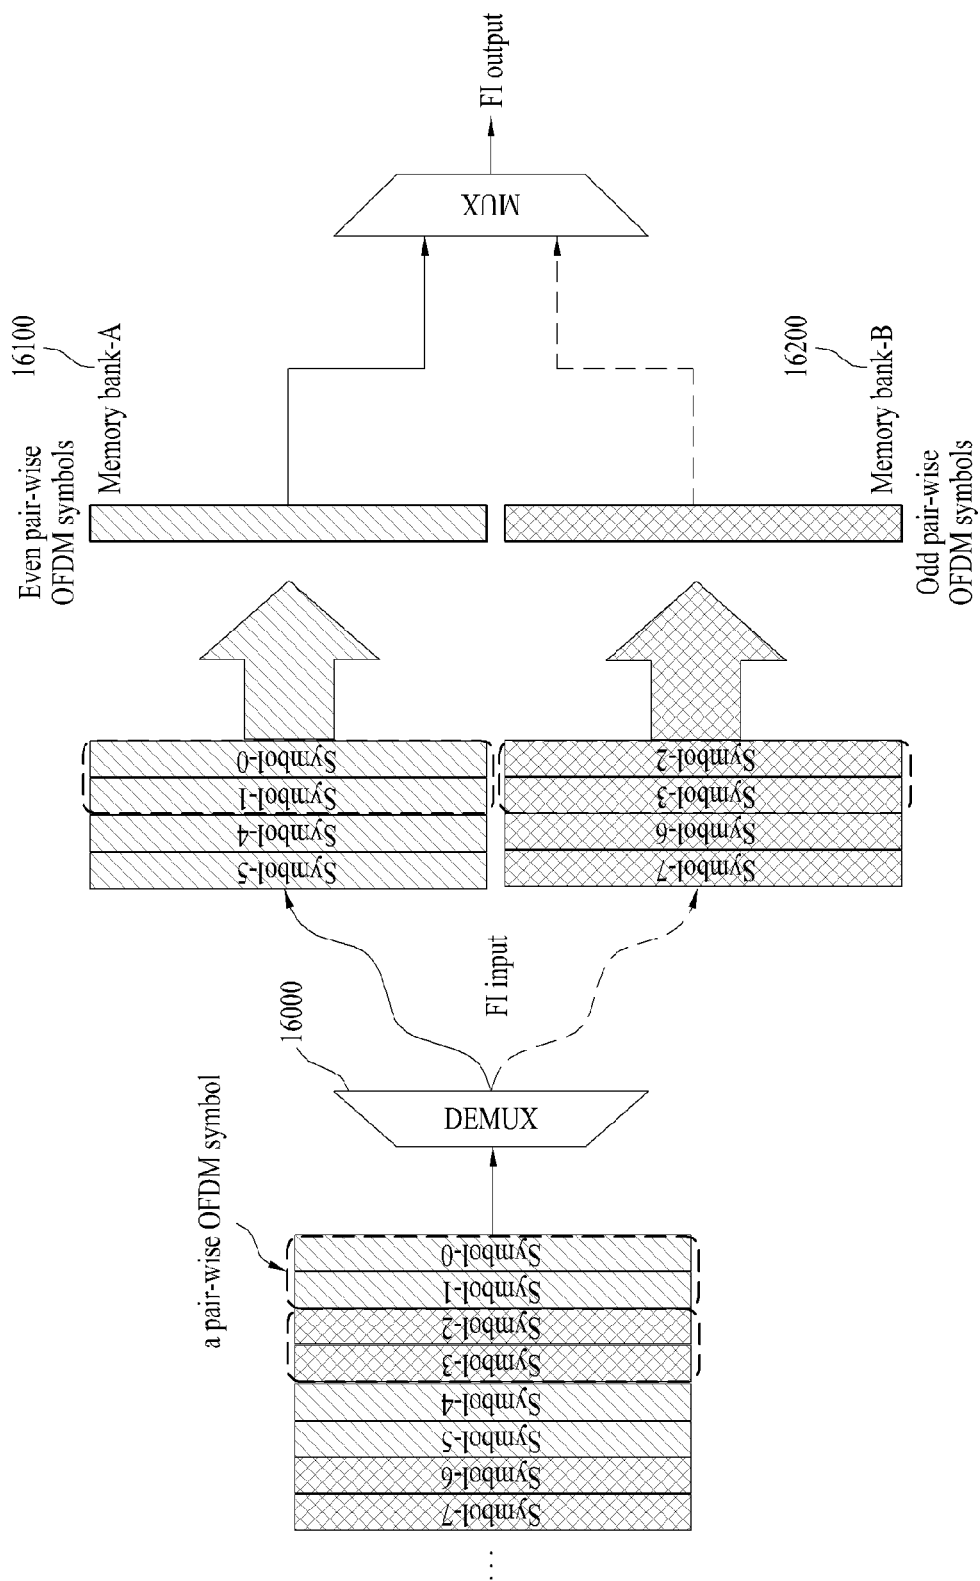 a pair-wise OFDM symbol
Symbol-0
Symbol-1
Symbol-2
Symbol-3
Symbol-4
Symbol-5
Symbol-6
Symbol-7
...
16000
DEMUX
FI input
Symbol-0
Symbol-1
Symbol-4
Symbol-5
Symbol-2
Symbol-3
Symbol-6
Symbol-7
Even pair-wise
OFDM symbols
16100
Memory bank-A
16200
Memory bank-B
Odd pair-wise
OFDM symbols
MUX
FI output